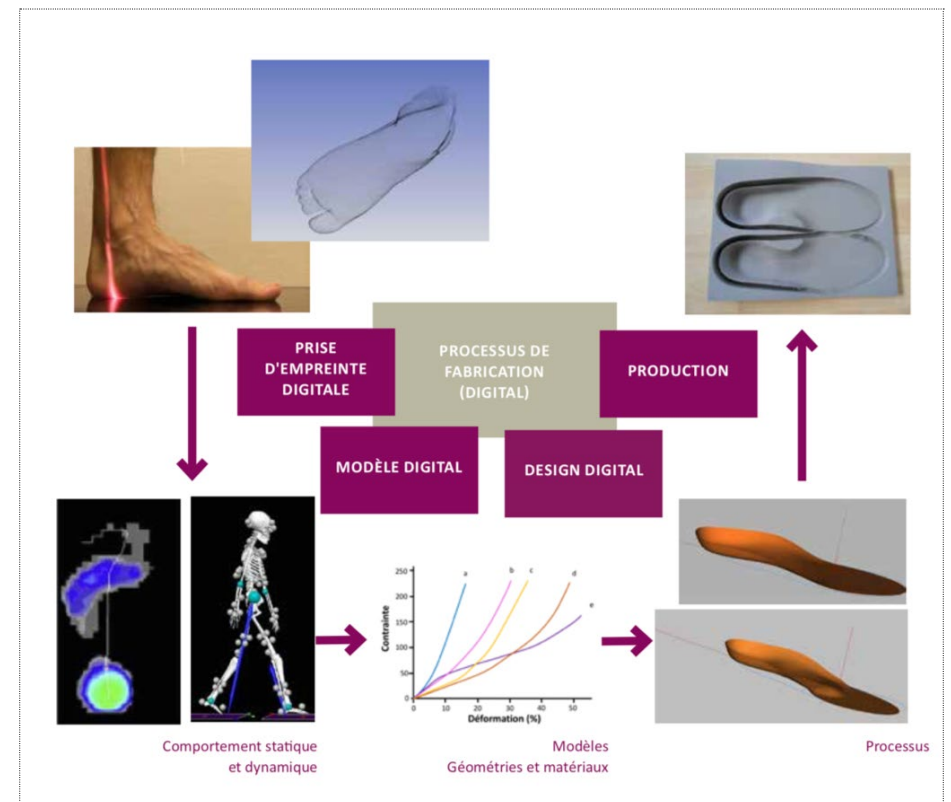 PRISE
D'EMPREINTE
DIGITALE
PROCESSUS DE
FABRICATION
(DIGITAL)
PRODUCTION
MODÈLE DIGITAL
DESIGN DIGITAL
Contrainte
250
200
150
100
50
0
a
b
c
d
e
0 10 20 30 40 50
Déformation (%)
Comportement statique
et dynamique
Modèles
Géométries et matériaux
Processus